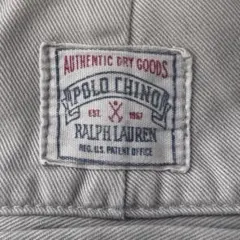 AUTHENTIC DRY GOODS
POLO CHINO
EST. 1967
RALPH LAUREN
REG. U.S. PATENT OFFICE